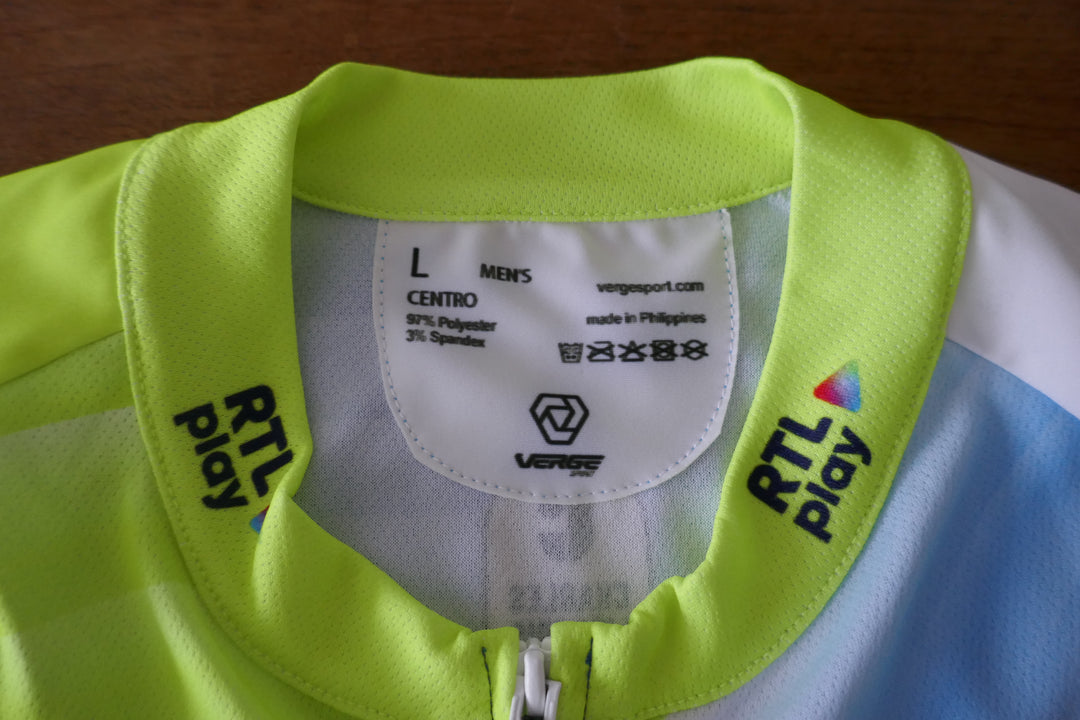 L
MEN'S
CENTRO
97% Polyester
3% Spandex
vergesport.com
made in Philippines
VERGE
RTL
play
RTL
play